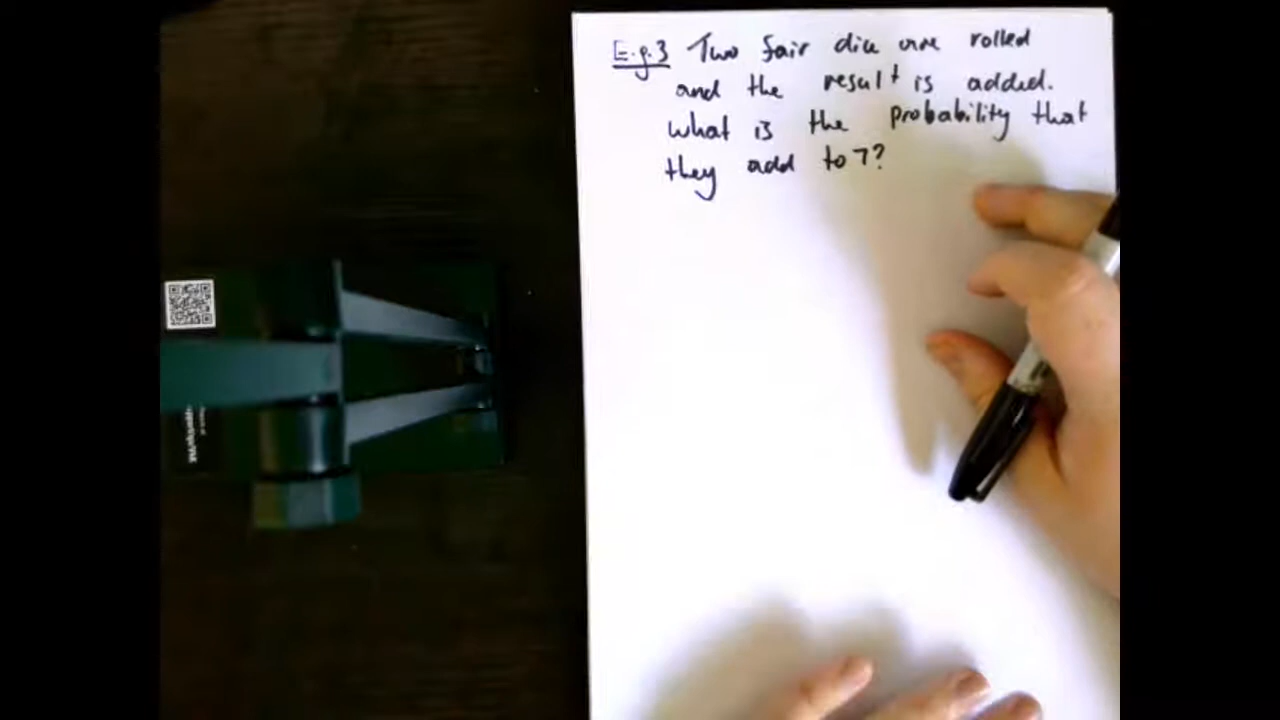 E.g.3 Two fair dice are rolled
and the result is added.
What is the probability that
they add to 7?